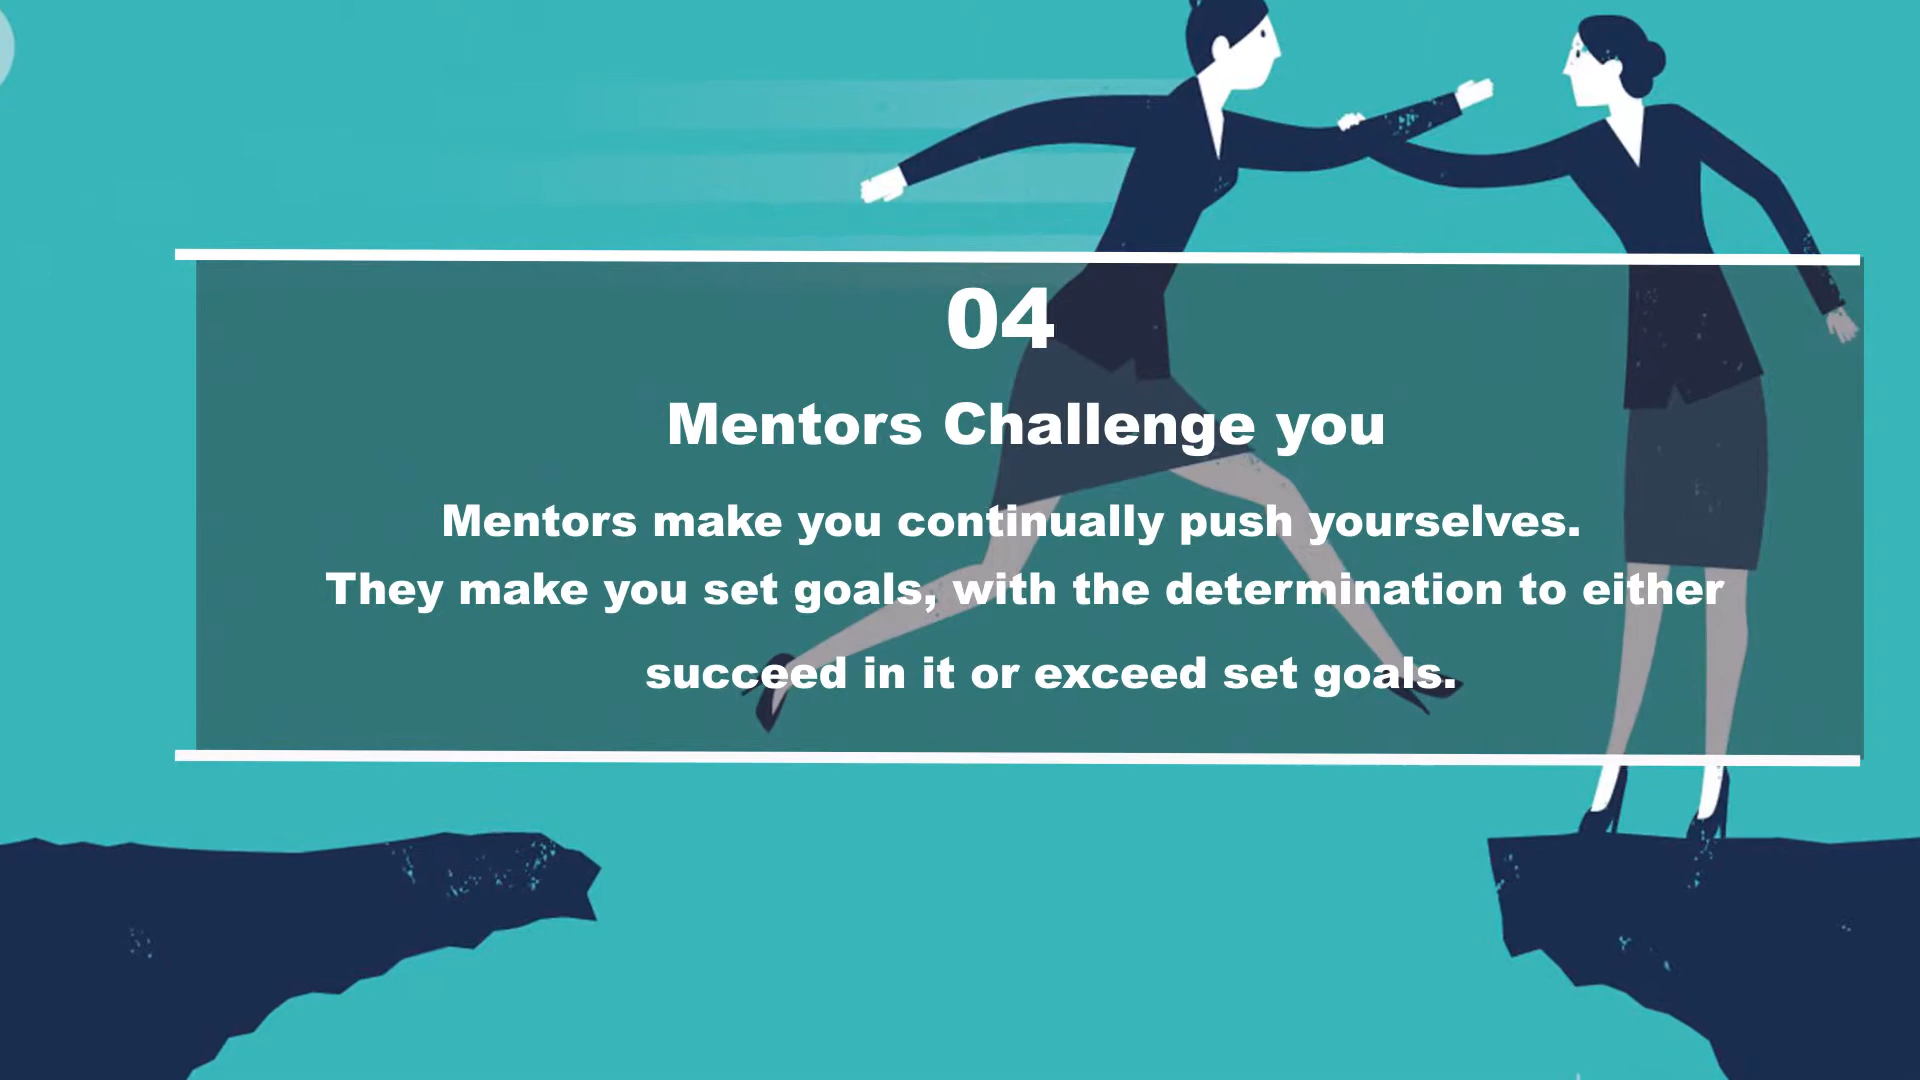 04
Mentors Challenge you
Mentors make you continually push yourselves.
They make you set goals, with the determination to either
succeed in it or exceed set goals.